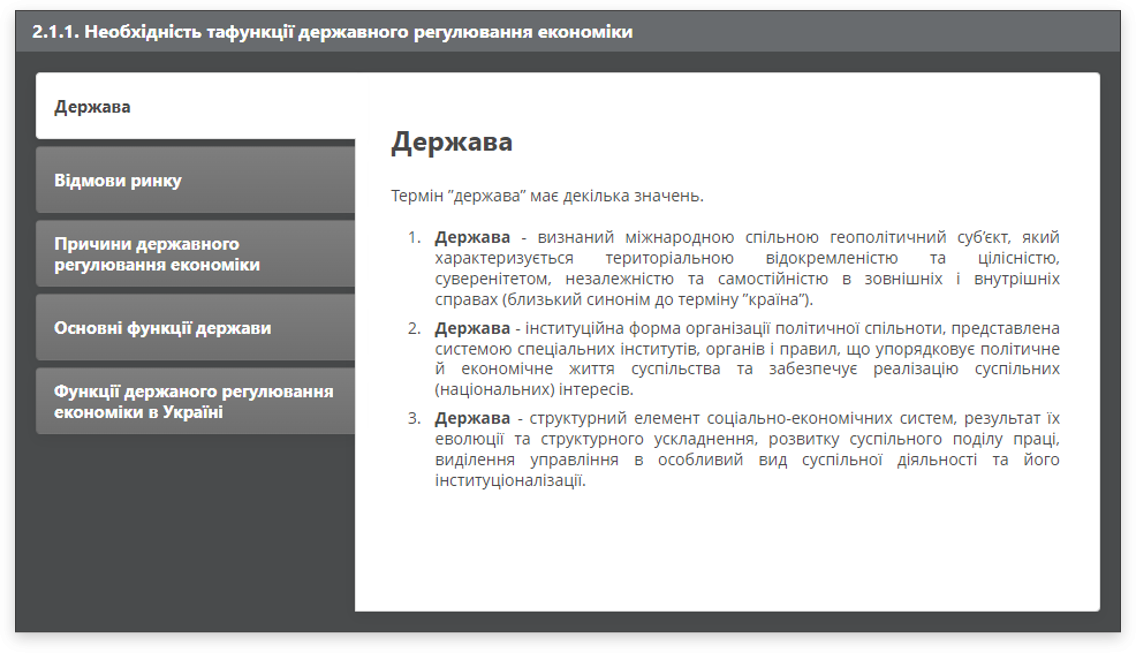 2.1.1. Необхідність тафункції державного регулювання економіки
Держава
Відмови ринку
Причини державного
регулювання економіки
Основні функції держави
Функції держаного регулювання
економіки в Україні
Держава
Термін ”держава” має декілька значень.
1. Держава - визнаний міжнародною спільною геополітичний суб’єкт, який
характеризується територіальною відокремленістю та цілісністю,
суверенітетом, незалежністю та самостійністю в зовнішніх і внутрішніх
справах (близький синонім до терміну ”країна”).
2. Держава - інституційна форма організації політичної спільноти, представлена
системою спеціальних інститутів, органів і правил, що упорядковує політичне
й економічне життя суспільства та забезпечує реалізацію суспільних
(національних) інтересів.
3. Держава - структурний елемент соціально-економічних систем, результат їх
еволюції та структурного ускладнення, розвитку суспільного поділу праці,
виділення управління в особливий вид суспільної діяльності та його
інституціоналізації.